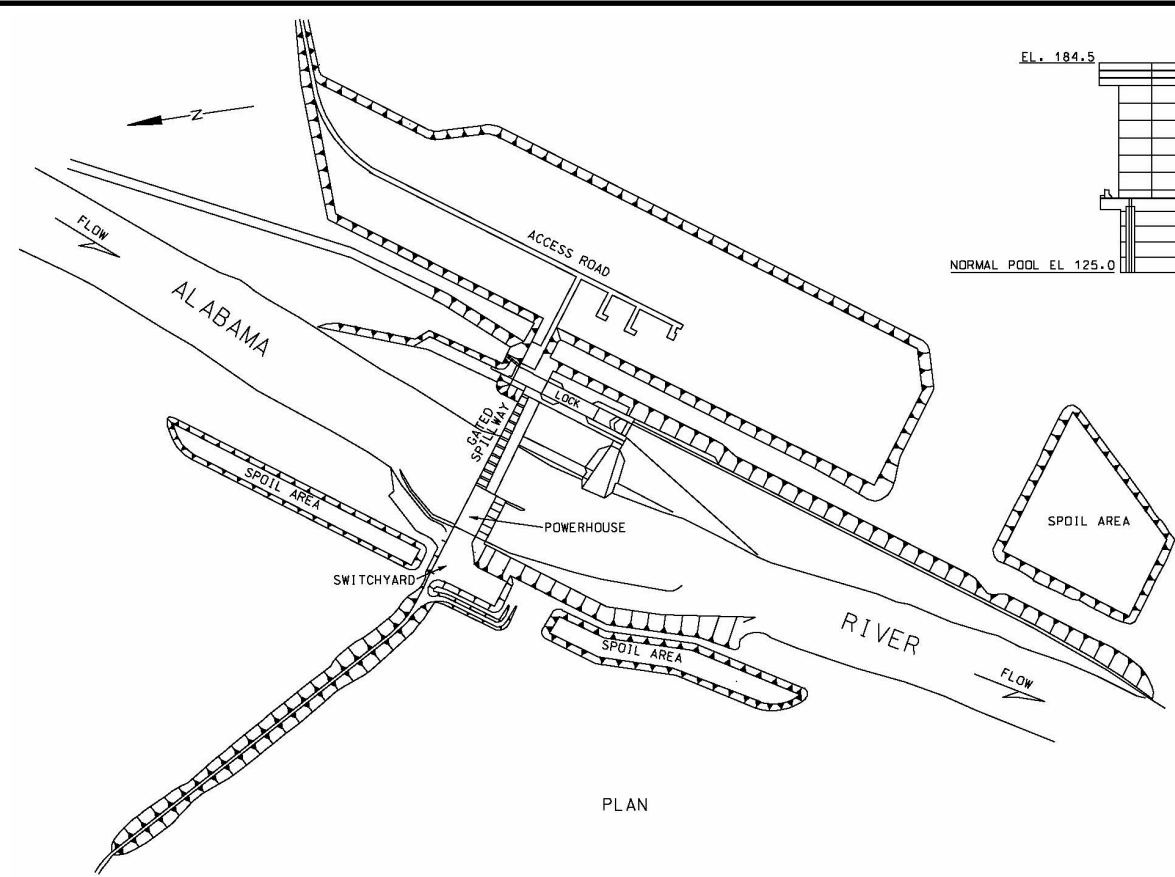 EL. 184.5
N
ACCESS ROAD
FLOW
ALABAMA
NORMAL POOL EL 125.0
LOCK
GATED
SPILLWAY
SPOIL AREA
SPOIL AREA
POWERHOUSE
SWITCHYARD
RIVER
SPOIL AREA
FLOW
PLAN